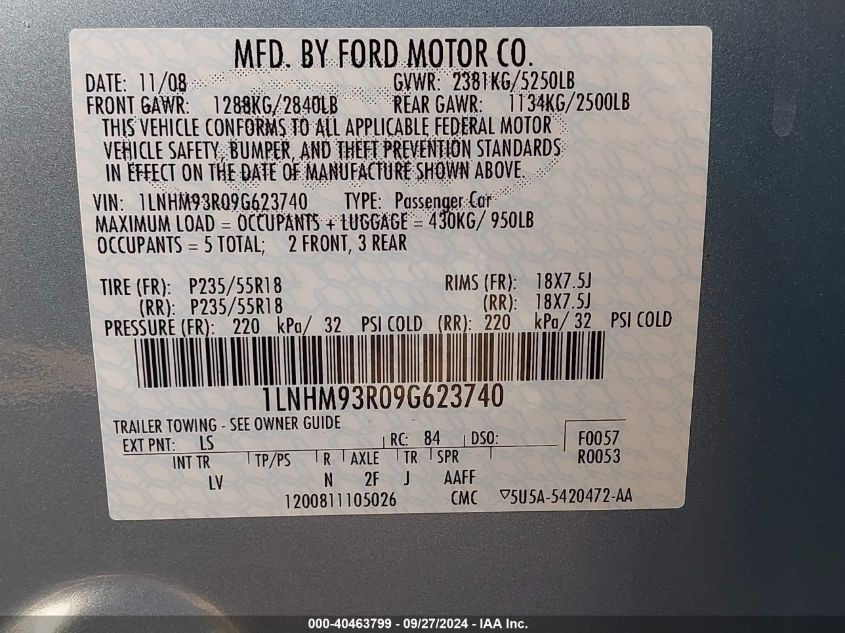 MFD. BY FORD MOTOR CO.
DATE: 11/08 GVWR: 2381KG/5250LB
FRONT GAWR: 1288KG/2840LB REAR GAWR: 1134KG/2500LB
THIS VEHICLE CONFORMS TO ALL APPLICABLE FEDERAL MOTOR
VEHICLE SAFETY, BUMPER, AND THEFT PREVENTION STANDARDS
IN EFFECT ON THE DATE OF MANUFACTURE SHOWN ABOVE.
VIN: 1LNHM93R09G623740 TYPE: Passenger Car
MAXIMUM LOAD = OCCUPANTS + LUGGAGE = 430KG/ 950LB
OCCUPANTS = 5 TOTAL; 2 FRONT, 3 REAR
TIRE (FR): P235/55R18 RIMS (FR): 18X7.5J
(RR): P235/55R18 (RR): 18X7.5J
PRESSURE (FR): 220 kPa/ 32 PSI COLD (RR): 220 kPa/ 32 PSI COLD
1LNHM93R09G623740
TRAILER TOWING - SEE OWNER GUIDE
EXT PNT: LS RC: 84 DSO: F0057
INT TR TP/PS R AXLE TR SPR R0053
LV N 2F J AAFF
1200811105026 CMC ▽5U5A-5420472-AA
000-40463799 - 09/27/2024 - IAA Inc.